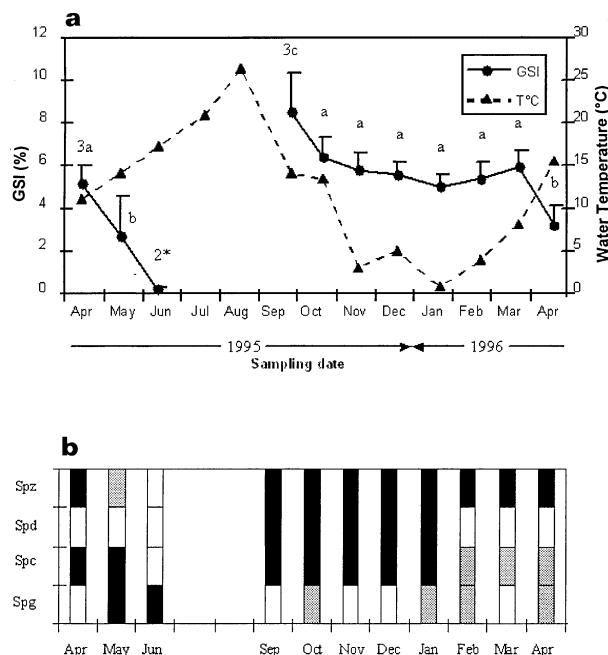 a
12 30
3c
GSI
T°C
10 25
a a a a a a
8 20
3a
6 15
b
4 10
b
2*
2 5
0 0
GSI (%)
Water Temperature (°C)
Apr May Jun Jul Aug Sep Oct Nov Dec Jan Feb Mar Apr
1995 1996
Sampling date
b
Spz
Spd
Spc
Spg
Apr May Jun Sep Oct Nov Dec Jan Feb Mar Apr